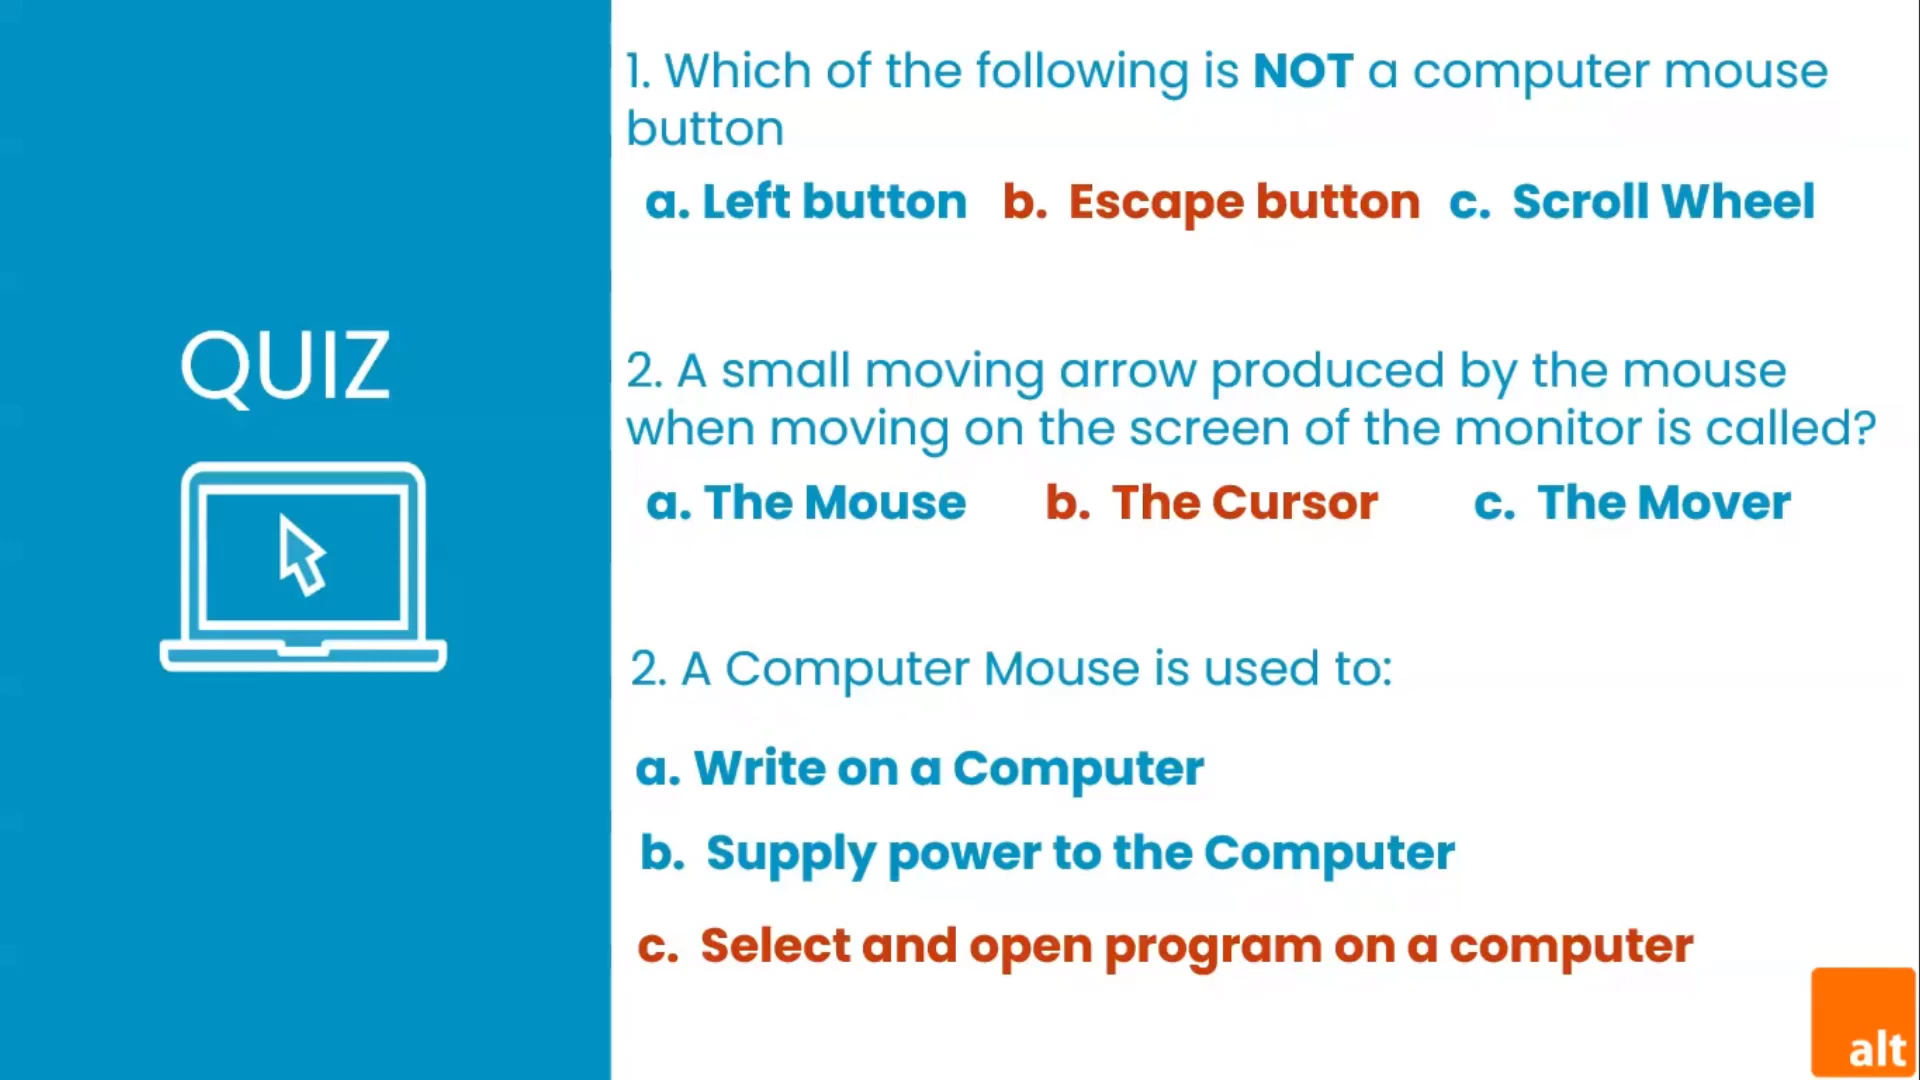 QUIZ
1. Which of the following is NOT a computer mouse
button
a. Left button b. Escape button c. Scroll Wheel
2. A small moving arrow produced by the mouse
when moving on the screen of the monitor is called?
a. The Mouse b. The Cursor c. The Mover
2. A Computer Mouse is used to:
a. Write on a Computer
b. Supply power to the Computer
c. Select and open program on a computer
alt